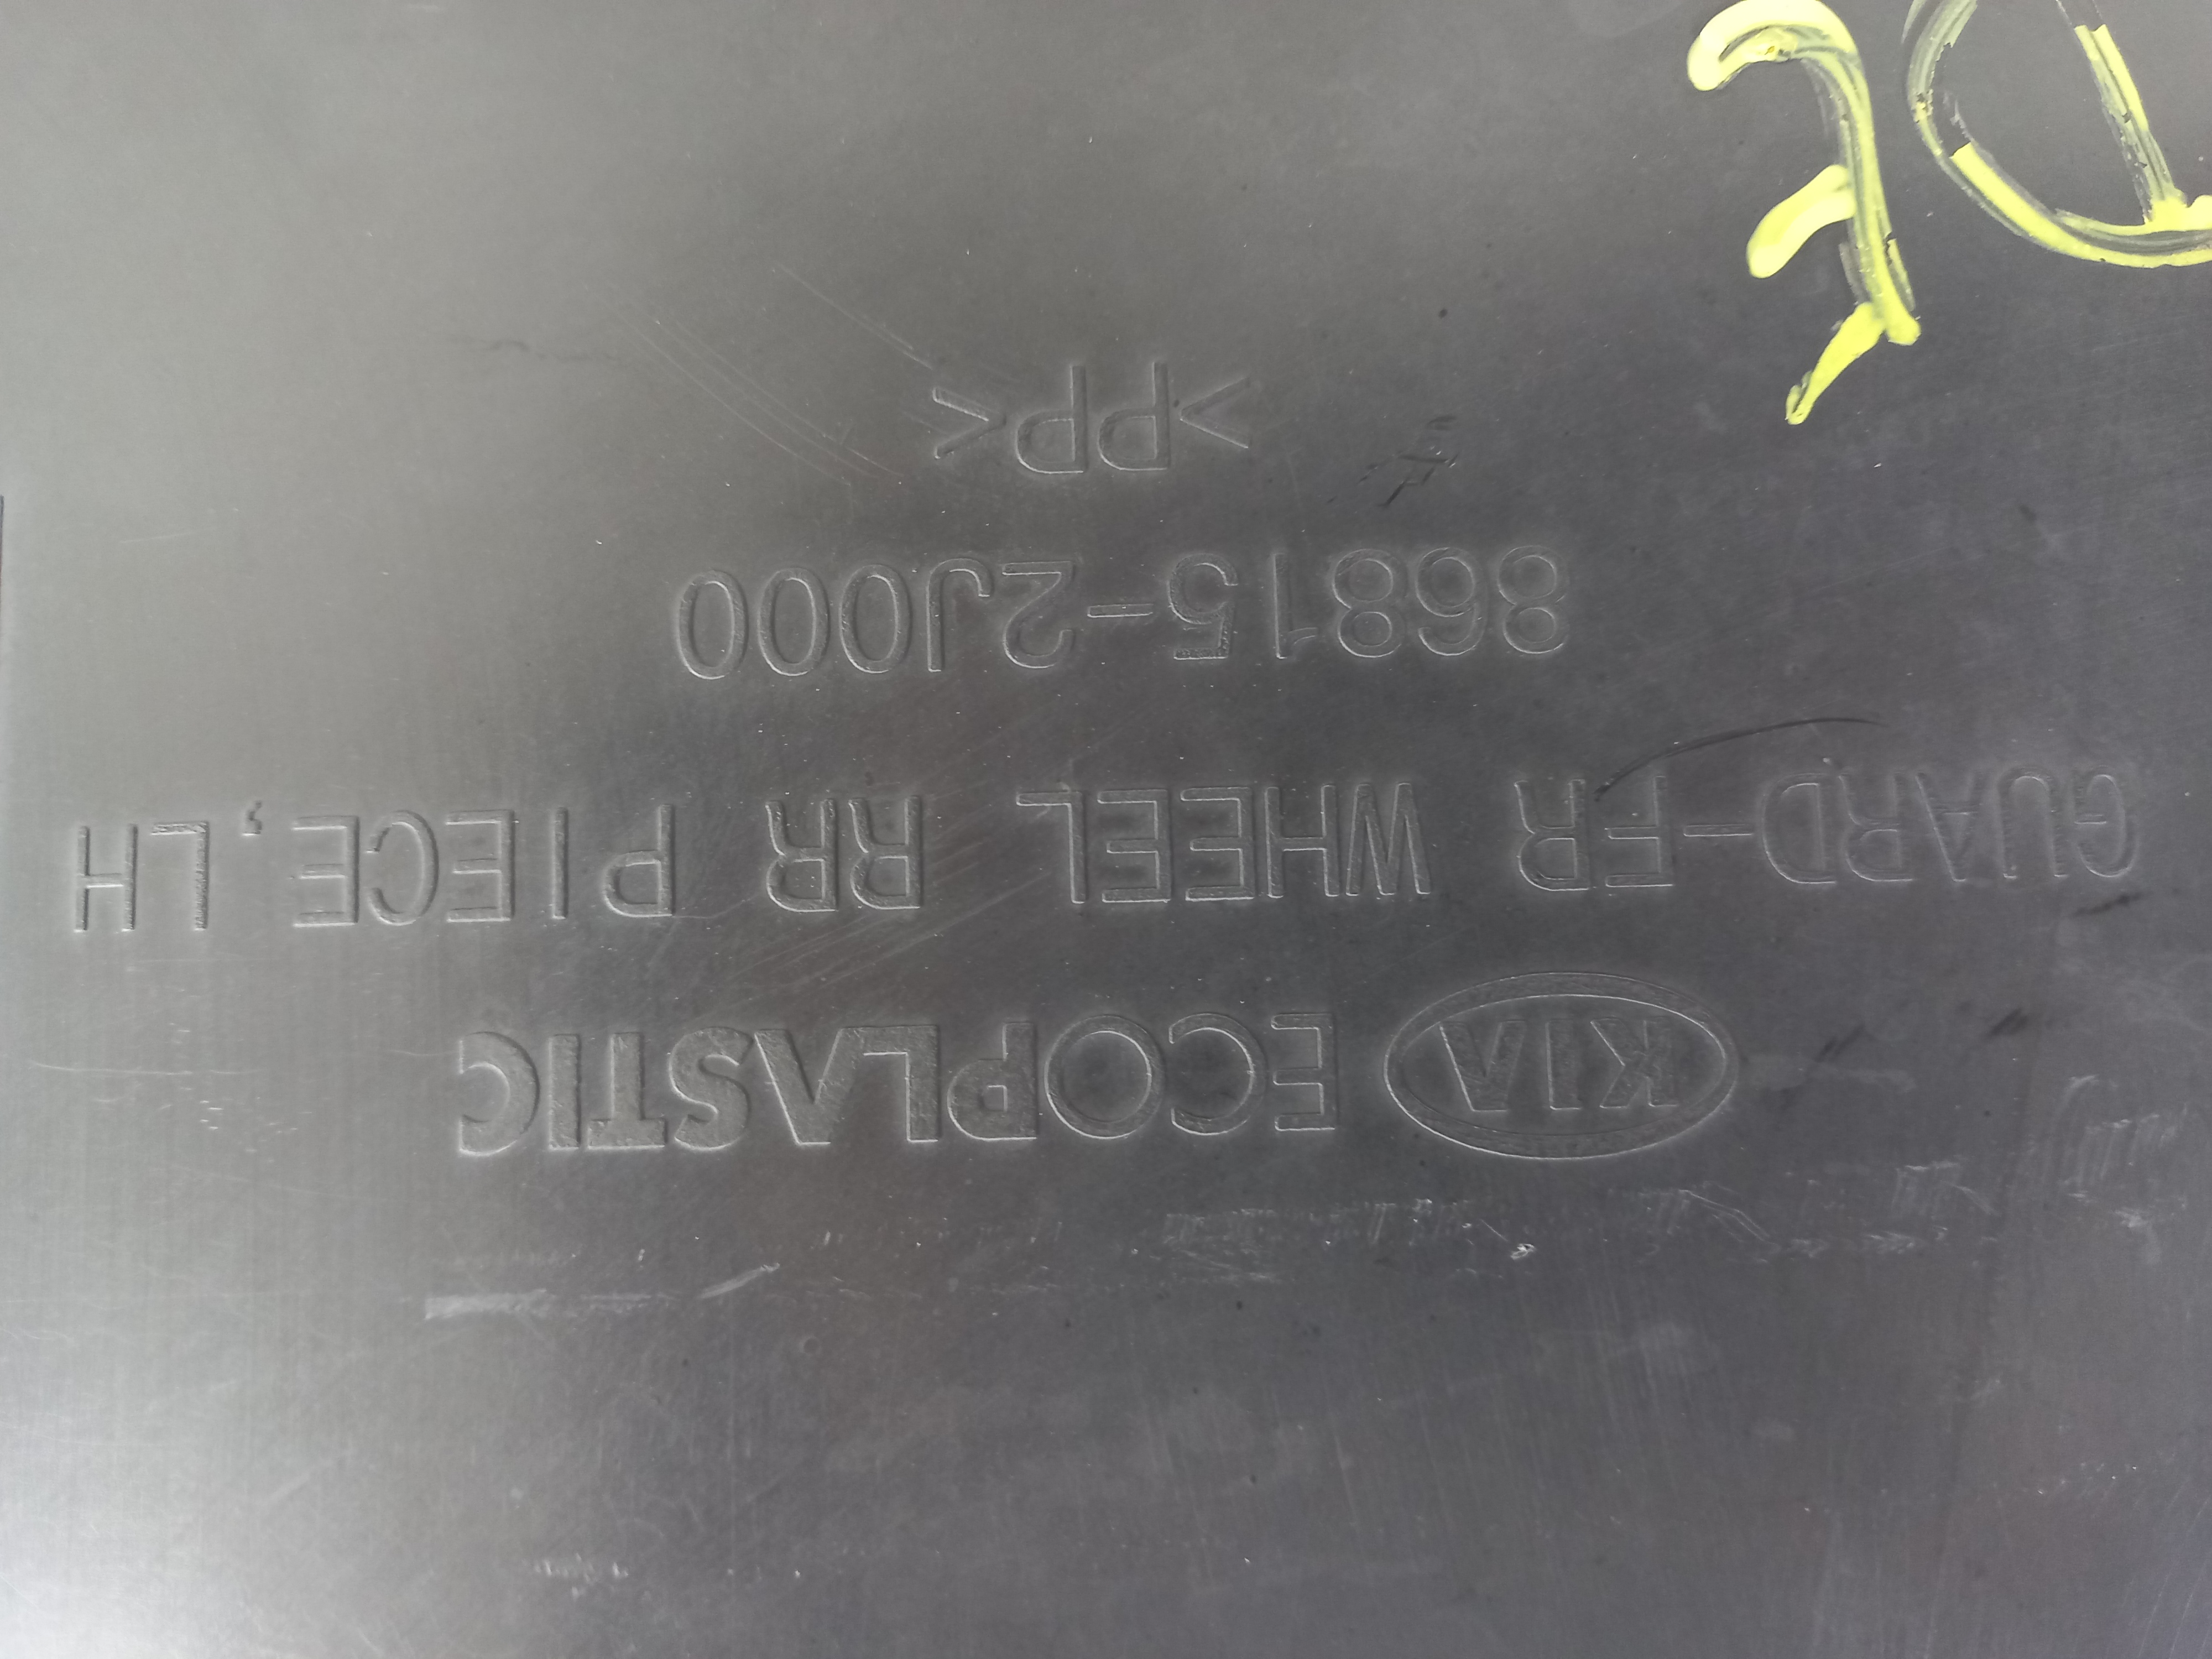 KIA ECOPLASTIC
GUARD-FR WHEEL RR PIECE,LH
86815-2J000
>PP<